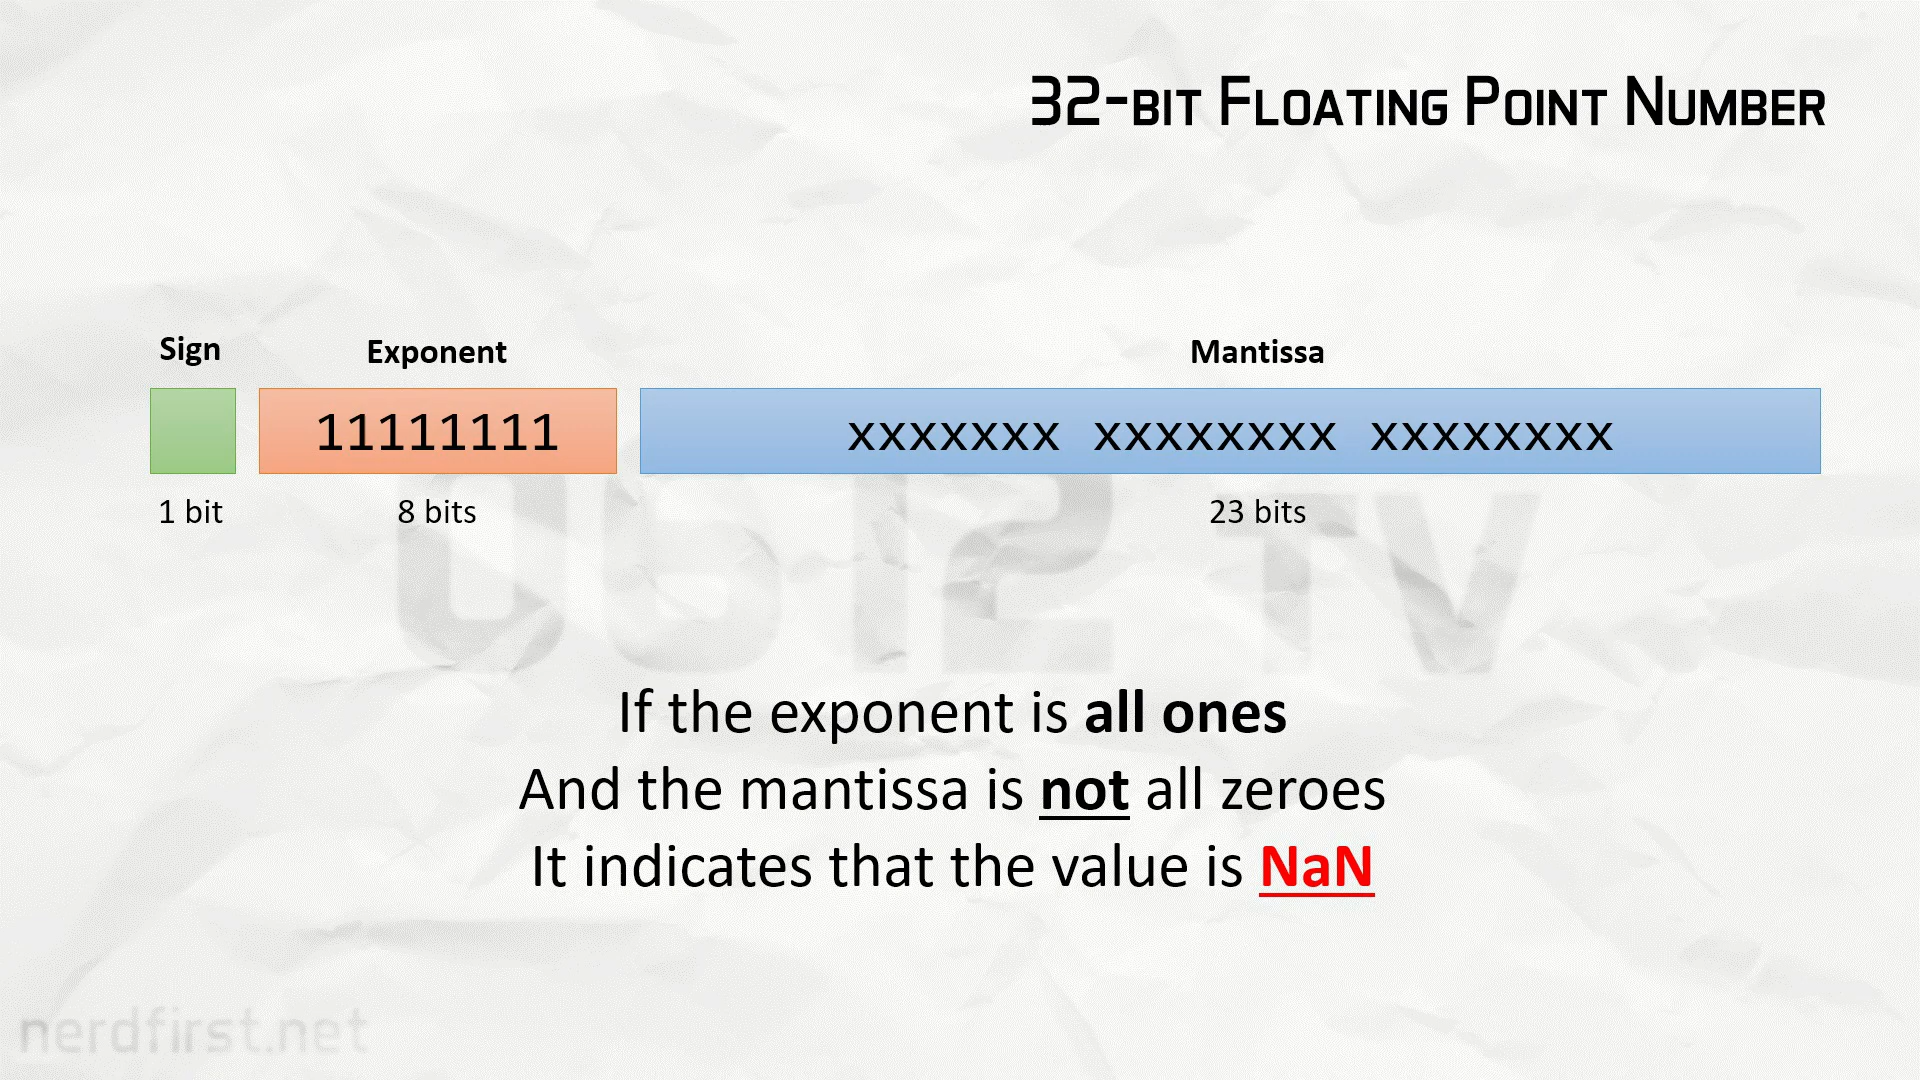 32-BIT FLOATING POINT NUMBER
Sign Exponent Mantissa
11111111 xxxxxxx xxxxxxxx xxxxxxxx
1 bit 8 bits 23 bits
0612 TV
If the exponent is all ones
And the mantissa is not all zeroes
It indicates that the value is NaN
nerdfirst.net